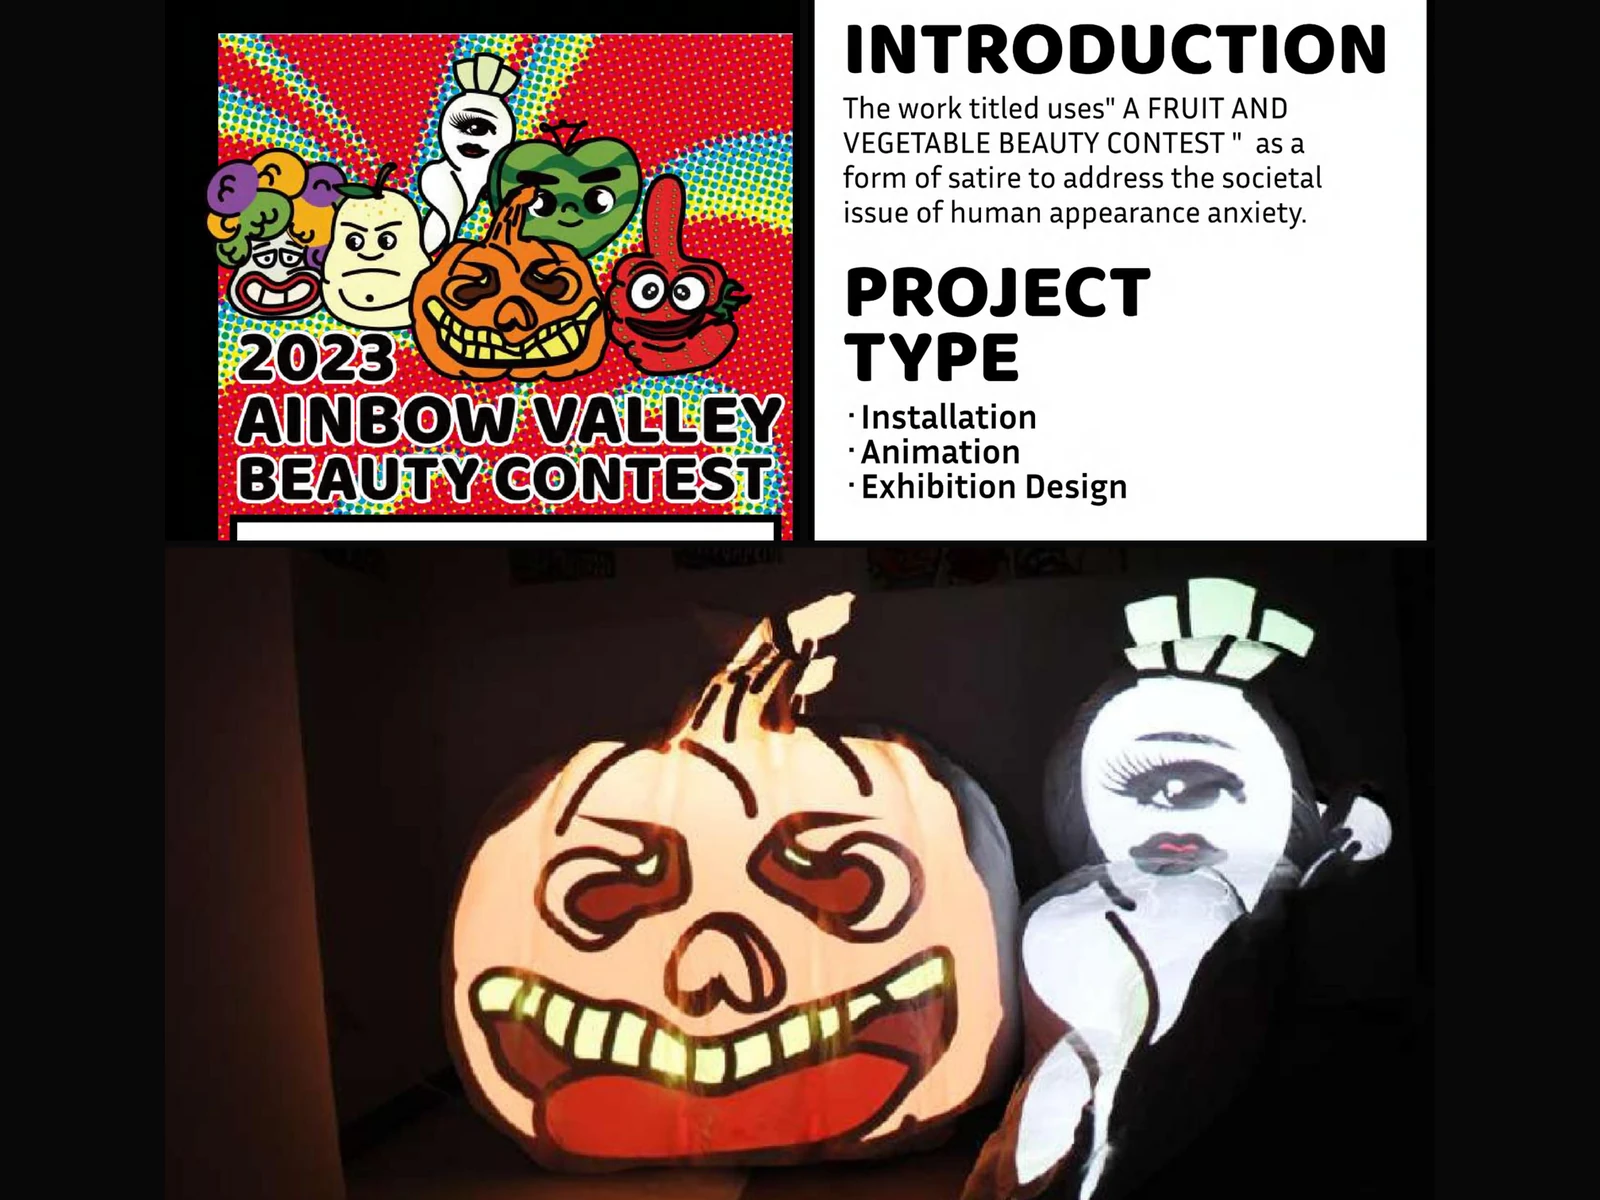 2023
AINBOW VALLEY
BEAUTY CONTEST
INTRODUCTION
The work titled uses" A FRUIT AND
VEGETABLE BEAUTY CONTEST " as a
form of satire to address the societal
issue of human appearance anxiety.
PROJECT
TYPE
· Installation
· Animation
· Exhibition Design